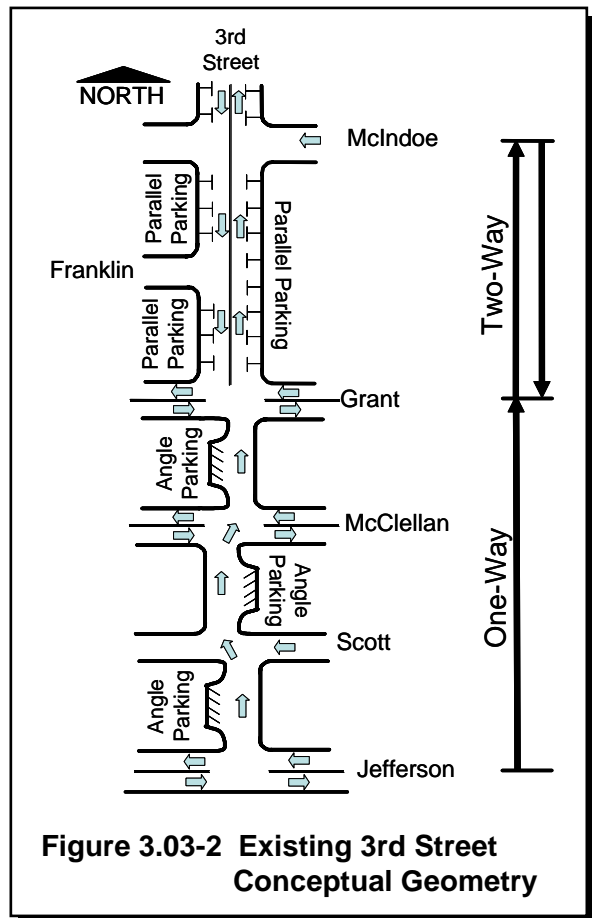 3rd
Street
NORTH
McIndoe
Parallel
Parking
Parallel Parking
Two-Way
Franklin
Parallel
Parking
Grant
Angle
Parking
McClellan
Angle
Parking
One-Way
Scott
Angle
Parking
Jefferson
Figure 3.03-2 Existing 3rd Street
Conceptual Geometry